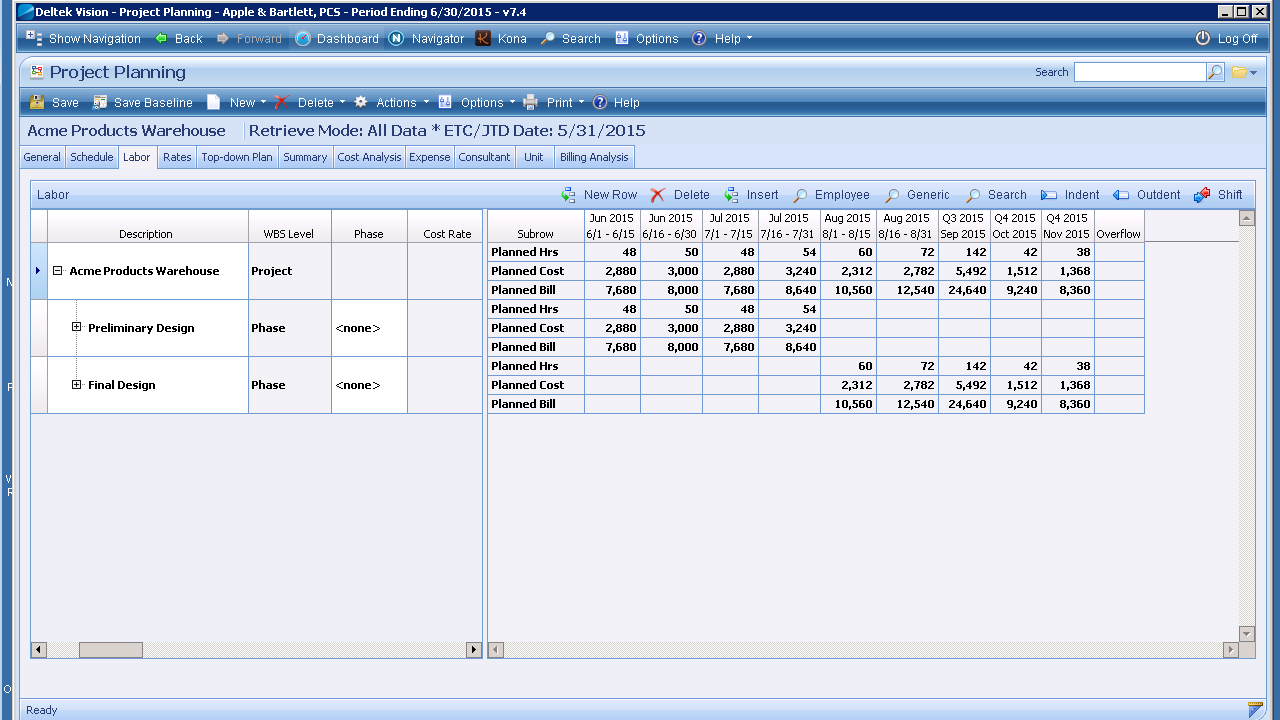 Deltek Vision - Project Planning - Apple & Bartlett, PCS - Period Ending 6/30/2015 - v7.4
Show Navigation Back Forward Dashboard Navigator Kona Search Options Help Log Off
Project Planning Search
Save Save Baseline New Delete Actions Options Print Help
Acme Products Warehouse Retrieve Mode: All Data * ETC/JTD Date: 5/31/2015
General Schedule Labor Rates Top-down Plan Summary Cost Analysis Expense Consultant Unit Billing Analysis
Labor New Row Delete Insert Employee Generic Search Indent Outdent Shift
Jun 2015 Jun 2015 Jul 2015 Jul 2015 Aug 2015 Aug 2015 Q3 2015 Q4 2015 Q4 2015
Description WBS Level Phase Cost Rate Subrow 6/1 - 6/15 6/16 - 6/30 7/1 - 7/15 7/16 - 7/31 8/1 - 8/15 8/16 - 8/31 Sep 2015 Oct 2015 Nov 2015 Overflow
Planned Hrs 48 50 48 54 60 72 142 42 38
Acme Products Warehouse Project Planned Cost 2,880 3,000 2,880 3,240 2,312 2,782 5,492 1,512 1,368
Planned Bill 7,680 8,000 7,680 8,640 10,560 12,540 24,640 9,240 8,360
Planned Hrs 48 50 48 54
Preliminary Design Phase <none> Planned Cost 2,880 3,000 2,880 3,240
Planned Bill 7,680 8,000 7,680 8,640
Planned Hrs 60 72 142 42 38
Final Design Phase <none> Planned Cost 2,312 2,782 5,492 1,512 1,368
Planned Bill 10,560 12,540 24,640 9,240 8,360
Ready